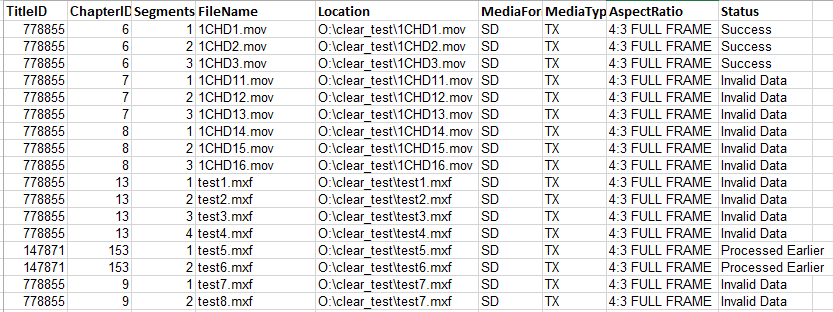 TitleID ChapterID Segments FileName Location MediaFor MediaTyp AspectRatio Status
778855 6 1 1CHD1.mov O:\clear_test\1CHD1.mov SD TX 4:3 FULL FRAME Success
778855 6 2 1CHD2.mov O:\clear_test\1CHD2.mov SD TX 4:3 FULL FRAME Success
778855 6 3 1CHD3.mov O:\clear_test\1CHD3.mov SD TX 4:3 FULL FRAME Success
778855 7 1 1CHD11.mov O:\clear_test\1CHD11.mov SD TX 4:3 FULL FRAME Invalid Data
778855 7 2 1CHD12.mov O:\clear_test\1CHD12.mov SD TX 4:3 FULL FRAME Invalid Data
778855 7 3 1CHD13.mov O:\clear_test\1CHD13.mov SD TX 4:3 FULL FRAME Invalid Data
778855 8 1 1CHD14.mov O:\clear_test\1CHD14.mov SD TX 4:3 FULL FRAME Invalid Data
778855 8 2 1CHD15.mov O:\clear_test\1CHD15.mov SD TX 4:3 FULL FRAME Invalid Data
778855 8 3 1CHD16.mov O:\clear_test\1CHD16.mov SD TX 4:3 FULL FRAME Invalid Data
778855 13 1 test1.mxf O:\clear_test\test1.mxf SD TX 4:3 FULL FRAME Invalid Data
778855 13 2 test2.mxf O:\clear_test\test2.mxf SD TX 4:3 FULL FRAME Invalid Data
778855 13 3 test3.mxf O:\clear_test\test3.mxf SD TX 4:3 FULL FRAME Invalid Data
778855 13 4 test4.mxf O:\clear_test\test4.mxf SD TX 4:3 FULL FRAME Invalid Data
147871 153 1 test5.mxf O:\clear_test\test5.mxf SD TX 4:3 FULL FRAME Processed Earlier
147871 153 2 test6.mxf O:\clear_test\test6.mxf SD TX 4:3 FULL FRAME Processed Earlier
778855 9 1 test7.mxf O:\clear_test\test7.mxf SD TX 4:3 FULL FRAME Invalid Data
778855 9 2 test8.mxf O:\clear_test\test7.mxf SD TX 4:3 FULL FRAME Invalid Data